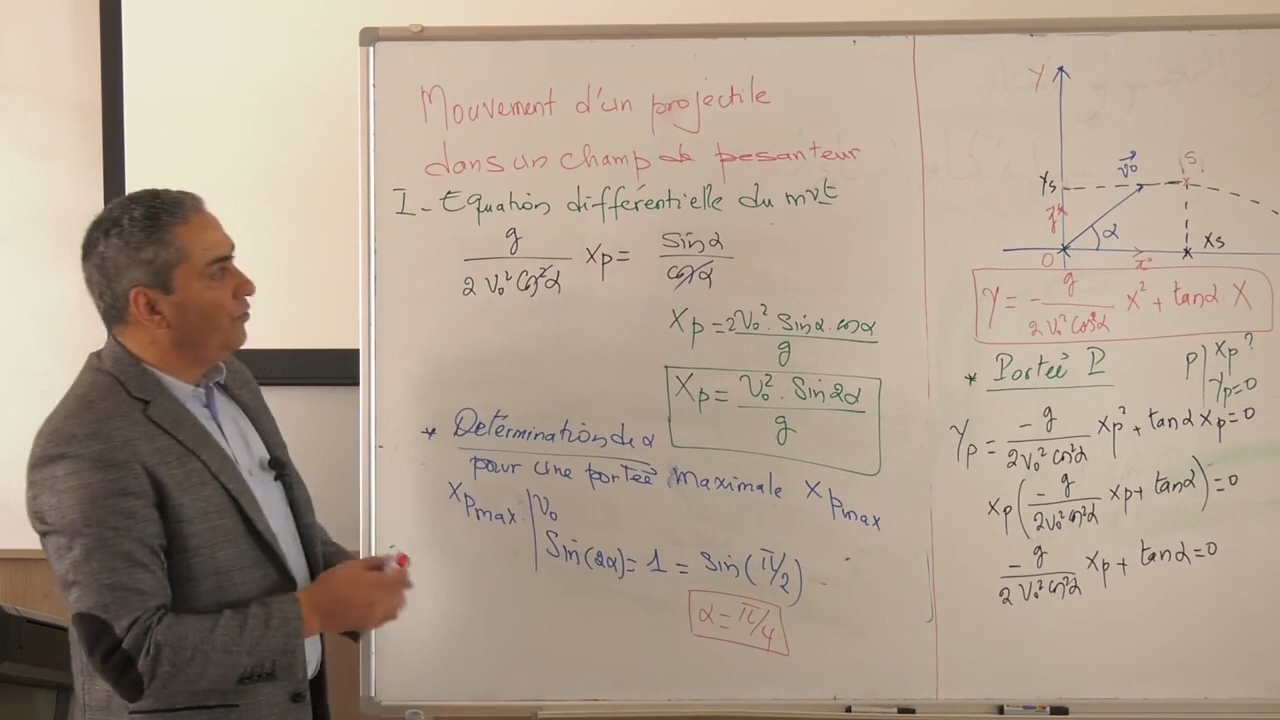 Mouvement d'un projectile
dans un champ de pesanteur
I - Equation différentielle du mvt
g / (2 V₀² cos²α) Xp = sinα / cosα
Xp = 2V₀² . Sinα . cosα / g
Xp = V₀² . Sin2α / g
* Détermination de α
pour une portée maximale Xpmax
Xpmax | V₀
Sin(2α) = 1 = Sin(π/2)
α = π/4
Y
Ys
v₀
S
α
Xs
O
x
Y = - g / (2 V₀² Cos²α) X² + tanα X
* Portée P
P | Xp ?
Yp = 0
Yp = -g / (2V₀² cos²α) Xp² + tanα Xp = 0
Xp ( -g / (2V₀² cos²α) Xp + tanα ) = 0
-g / (2 V₀² cos²α) Xp + tanα = 0